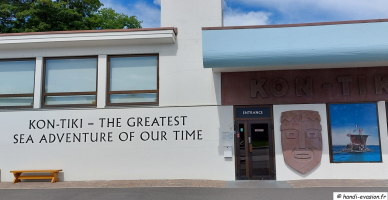 KON-TIKI – THE GREATEST
SEA ADVENTURE OF OUR TIME
KON-TIKI
ENTRANCE
© handi-evasion.fr